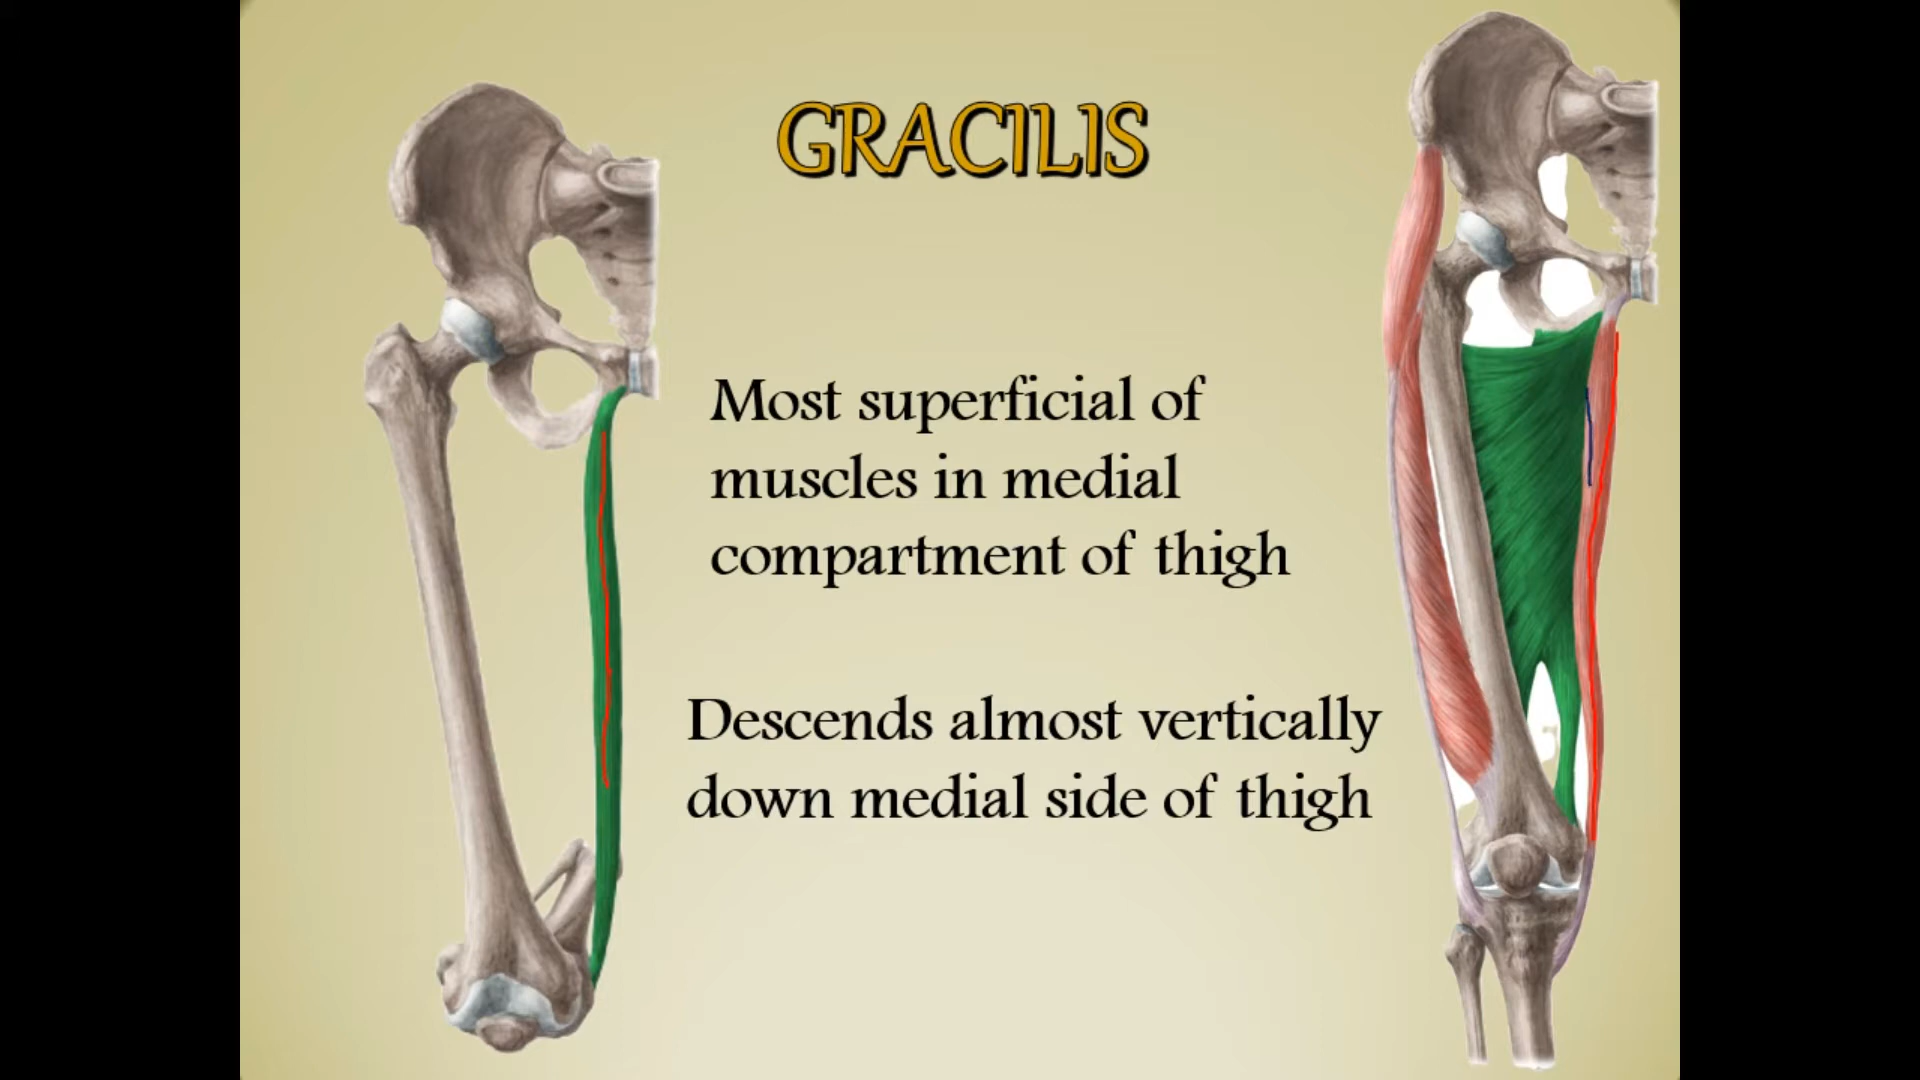 GRACILIS
Most superficial of
muscles in medial
compartment of thigh
Descends almost vertically
down medial side of thigh